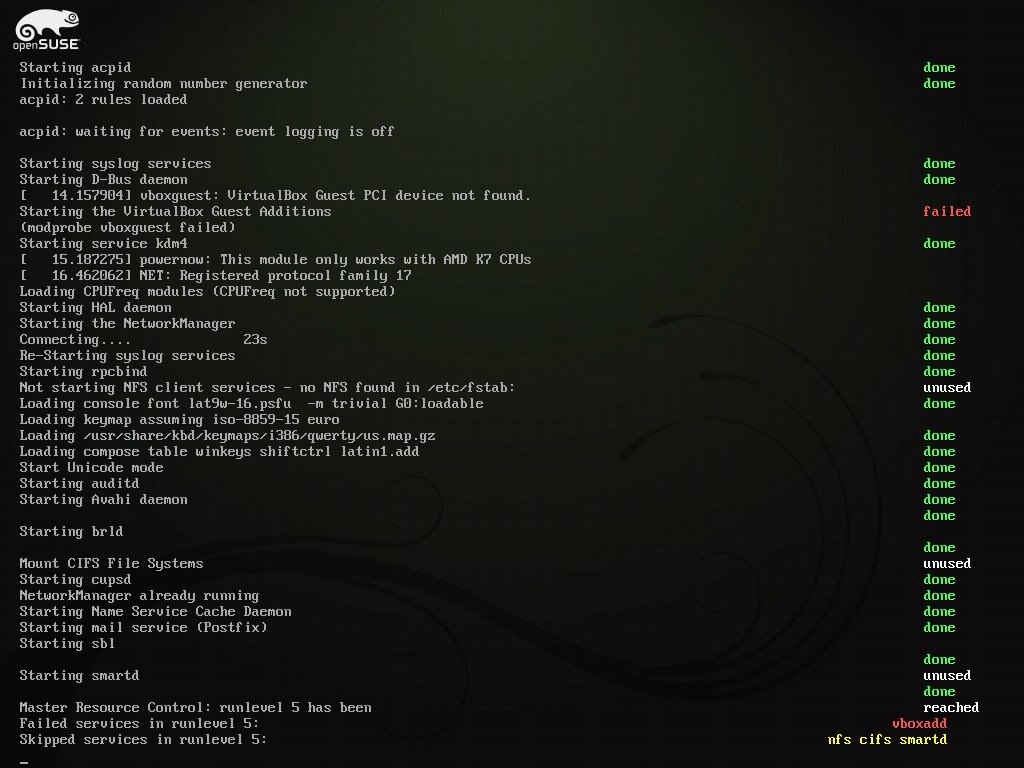 openSUSE
Starting acpid done
Initializing random number generator done
acpid: 2 rules loaded
acpid: waiting for events: event logging is off
Starting syslog services done
Starting D-Bus daemon done
[   14.157904] vboxguest: VirtualBox Guest PCI device not found.
Starting the VirtualBox Guest Additions failed
(modprobe vboxguest failed)
Starting service kdm4 done
[   15.187275] powernow: This module only works with AMD K7 CPUs
[   16.462062] NET: Registered protocol family 17
Loading CPUFreq modules (CPUFreq not supported)
Starting HAL daemon done
Starting the NetworkManager done
Connecting.... 23s done
Re-Starting syslog services done
Starting rpcbind done
Not starting NFS client services - no NFS found in /etc/fstab: unused
Loading console font lat9w-16.psfu  -m trivial G0:loadable done
Loading keymap assuming iso-8859-15 euro
Loading /usr/share/kbd/keymaps/i386/qwerty/us.map.gz done
Loading compose table winkeys shiftctrl latin1.add done
Start Unicode mode done
Starting auditd done
Starting Avahi daemon done
done
Starting brld
done
Mount CIFS File Systems unused
Starting cupsd done
NetworkManager already running done
Starting Name Service Cache Daemon done
Starting mail service (Postfix) done
Starting sbl
done
Starting smartd unused
done
Master Resource Control: runlevel 5 has been reached
Failed services in runlevel 5: vboxadd
Skipped services in runlevel 5: nfs cifs smartd
_